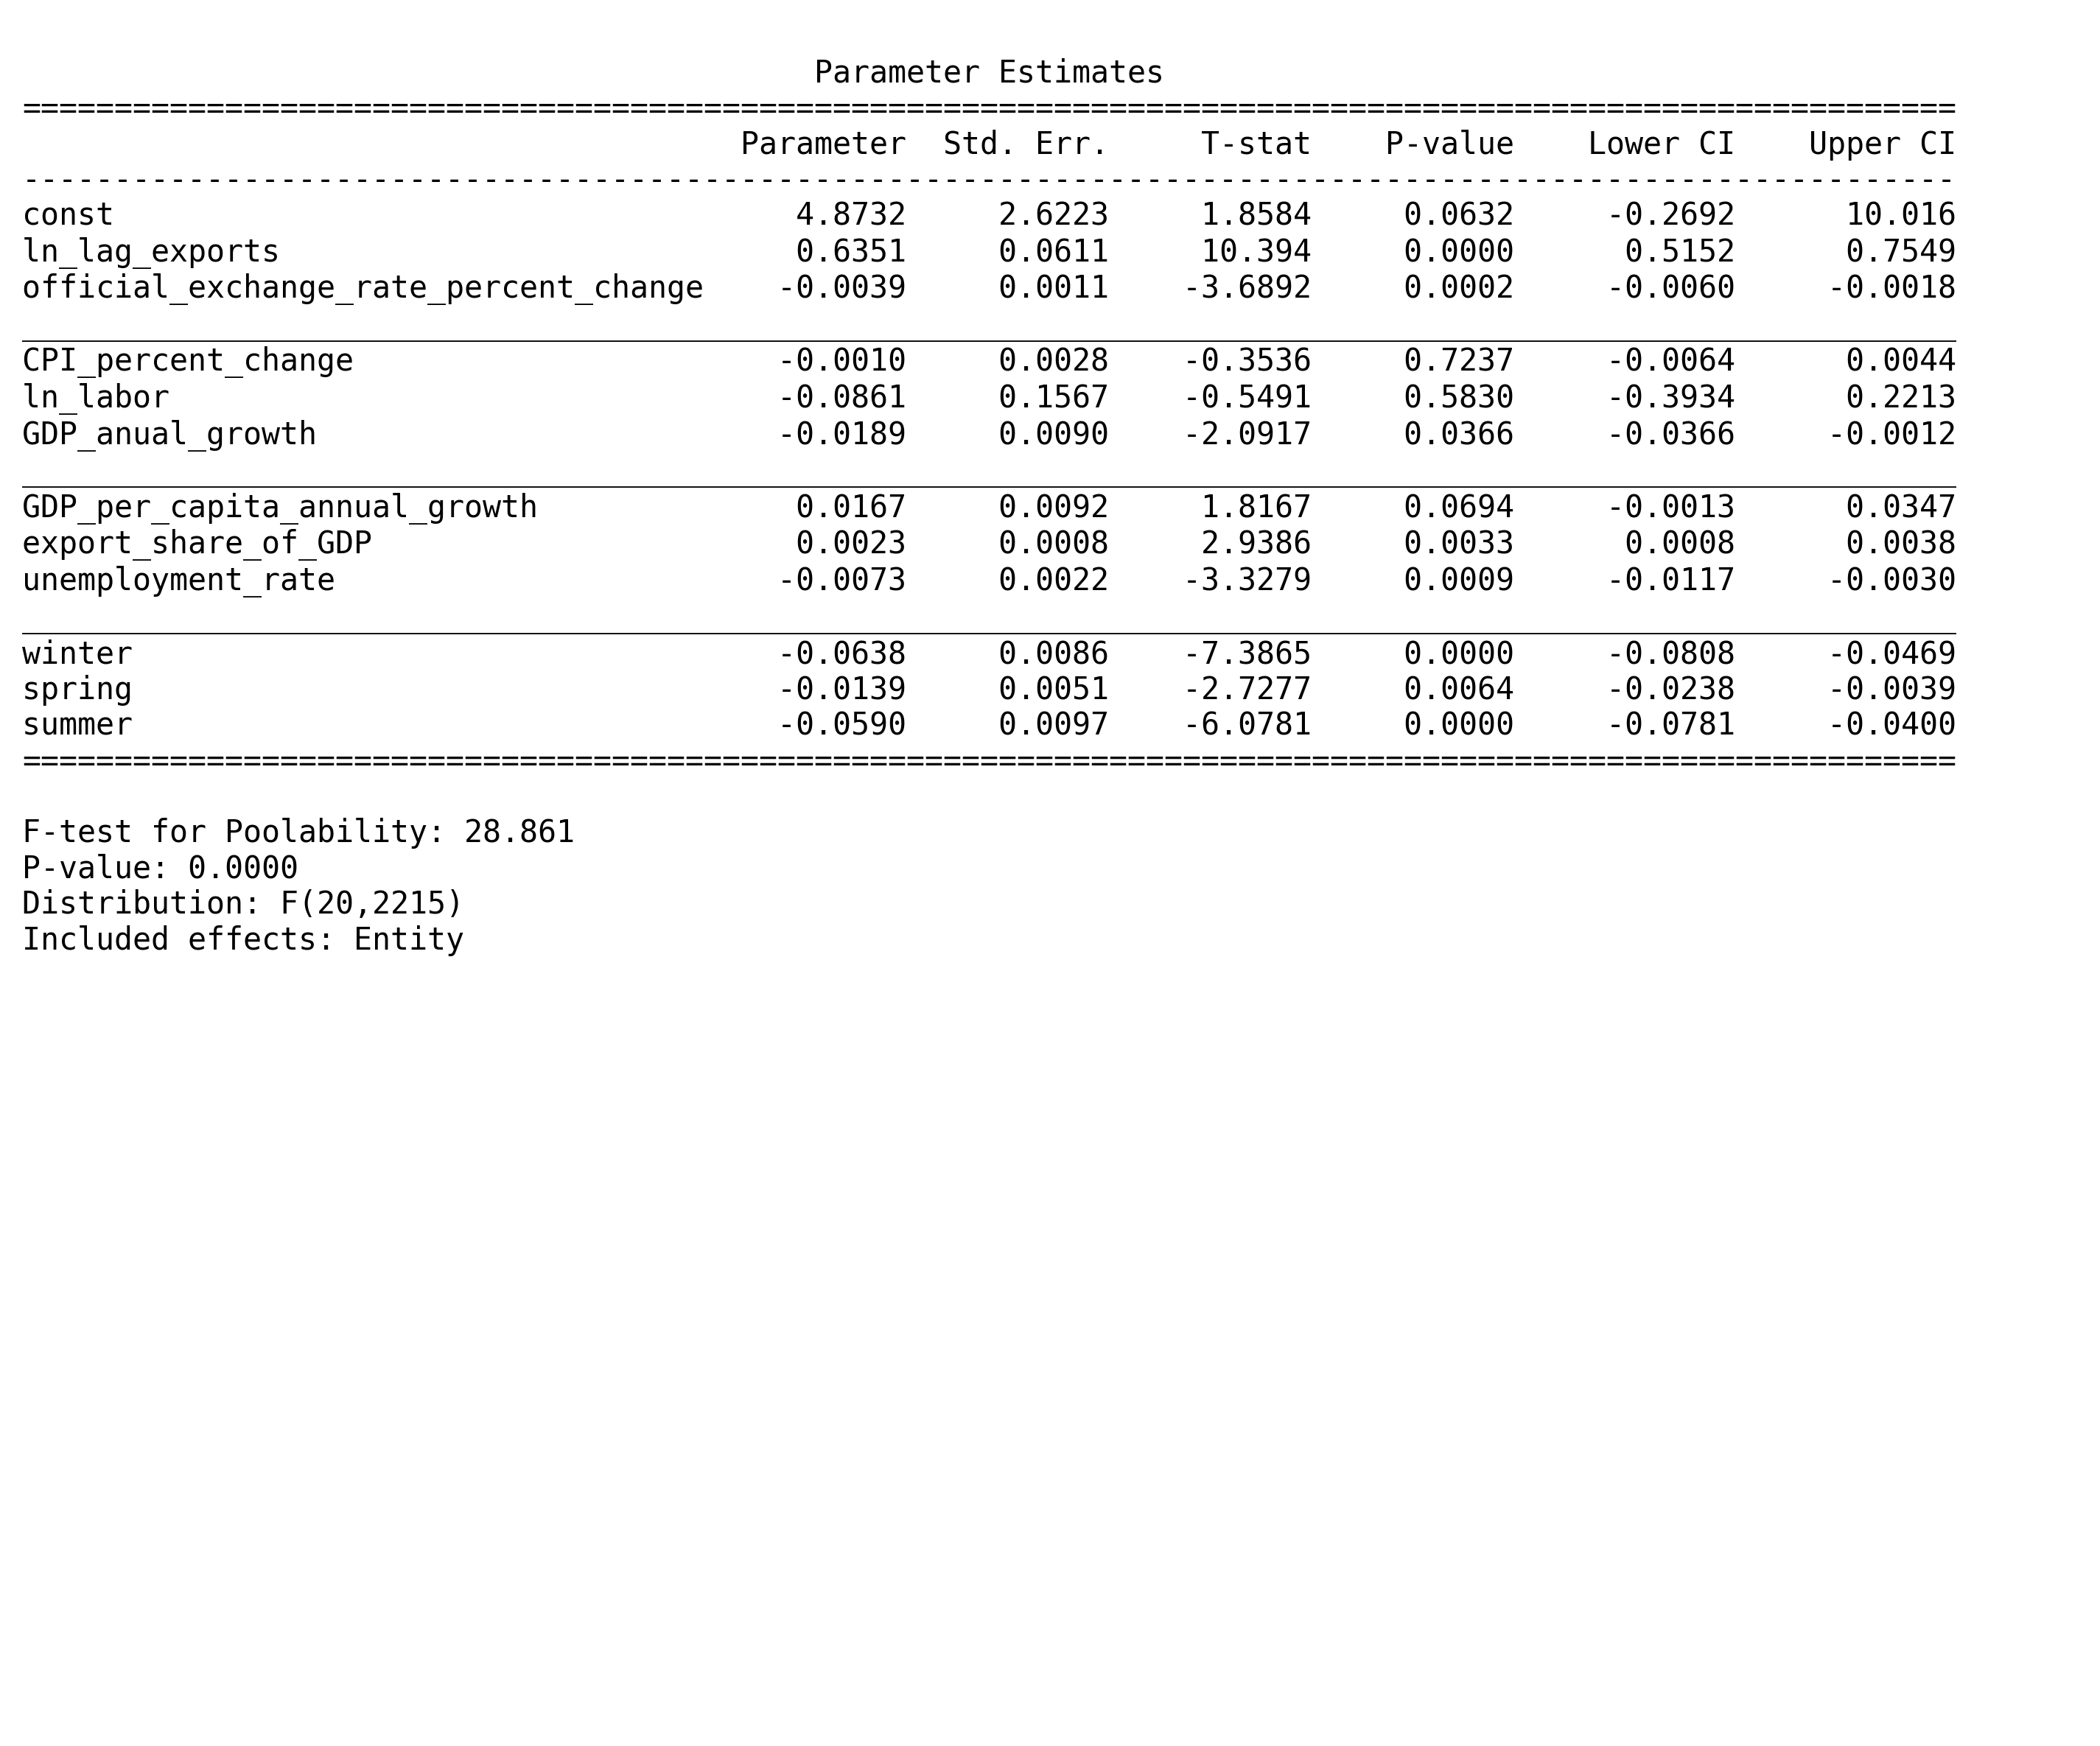 Parameter Estimates
=========================================================================================================
Parameter  Std. Err.     T-stat    P-value    Lower CI    Upper CI
---------------------------------------------------------------------------------------------------------
const                                     4.8732     2.6223     1.8584     0.0632     -0.2692      10.016
ln_lag_exports                            0.6351     0.0611     10.394     0.0000      0.5152      0.7549
official_exchange_rate_percent_change    -0.0039     0.0011    -3.6892     0.0002     -0.0060     -0.0018
CPI_percent_change                       -0.0010     0.0028    -0.3536     0.7237     -0.0064      0.0044
ln_labor                                 -0.0861     0.1567    -0.5491     0.5830     -0.3934      0.2213
GDP_anual_growth                         -0.0189     0.0090    -2.0917     0.0366     -0.0366     -0.0012
GDP_per_capita_annual_growth              0.0167     0.0092     1.8167     0.0694     -0.0013      0.0347
export_share_of_GDP                       0.0023     0.0008     2.9386     0.0033      0.0008      0.0038
unemployment_rate                        -0.0073     0.0022    -3.3279     0.0009     -0.0117     -0.0030
winter                                   -0.0638     0.0086    -7.3865     0.0000     -0.0808     -0.0469
spring                                   -0.0139     0.0051    -2.7277     0.0064     -0.0238     -0.0039
summer                                   -0.0590     0.0097    -6.0781     0.0000     -0.0781     -0.0400
=========================================================================================================
F-test for Poolability: 28.861
P-value: 0.0000
Distribution: F(20,2215)
Included effects: Entity